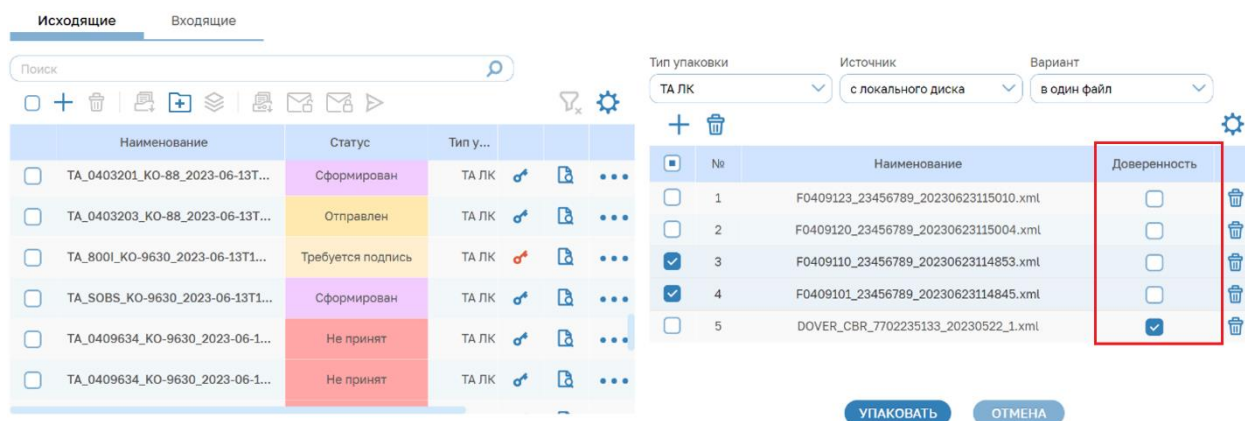 Исходящие Входящие
Поиск
Наименование Статус Тип у...
TA_0403201_KO-88_2023-06-13T... Сформирован ТА ЛК
TA_0403203_KO-88_2023-06-13T... Отправлен ТА ЛК
TA_800I_KO-9630_2023-06-13T1... Требуется подпись ТА ЛК
TA_SOBS_KO-9630_2023-06-13T1... Сформирован ТА ЛК
TA_0409634_KO-9630_2023-06-1... Не принят ТА ЛК
TA_0409634_KO-9630_2023-06-1... Не принят ТА ЛК
Тип упаковки Источник Вариант
ТА ЛК с локального диска в один файл
№ Наименование Доверенность
1 F0409123_23456789_20230623115010.xml
2 F0409120_23456789_20230623115004.xml
3 F0409110_23456789_20230623114853.xml
4 F0409101_23456789_20230623114845.xml
5 DOVER_CBR_7702235133_20230522_1.xml
УПАКОВАТЬ ОТМЕНА